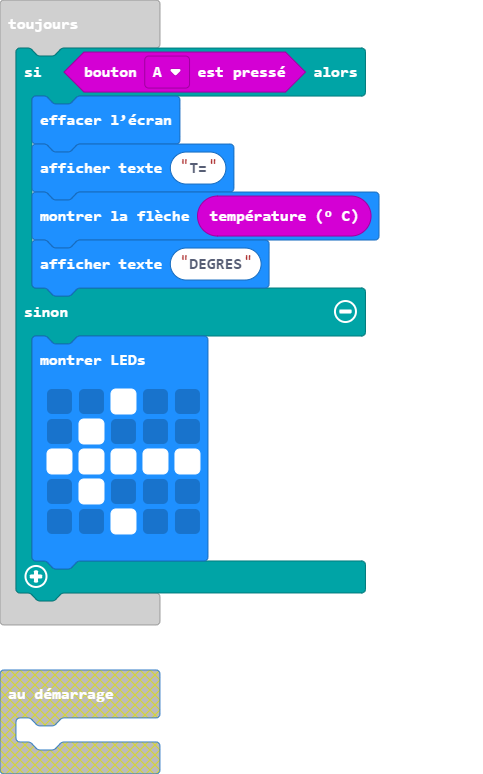 toujours
si bouton A est pressé alors
effacer l’écran
afficher texte "T="
montrer la flèche température (º C)
afficher texte "DEGRES"
sinon
montrer LEDs
au démarrage